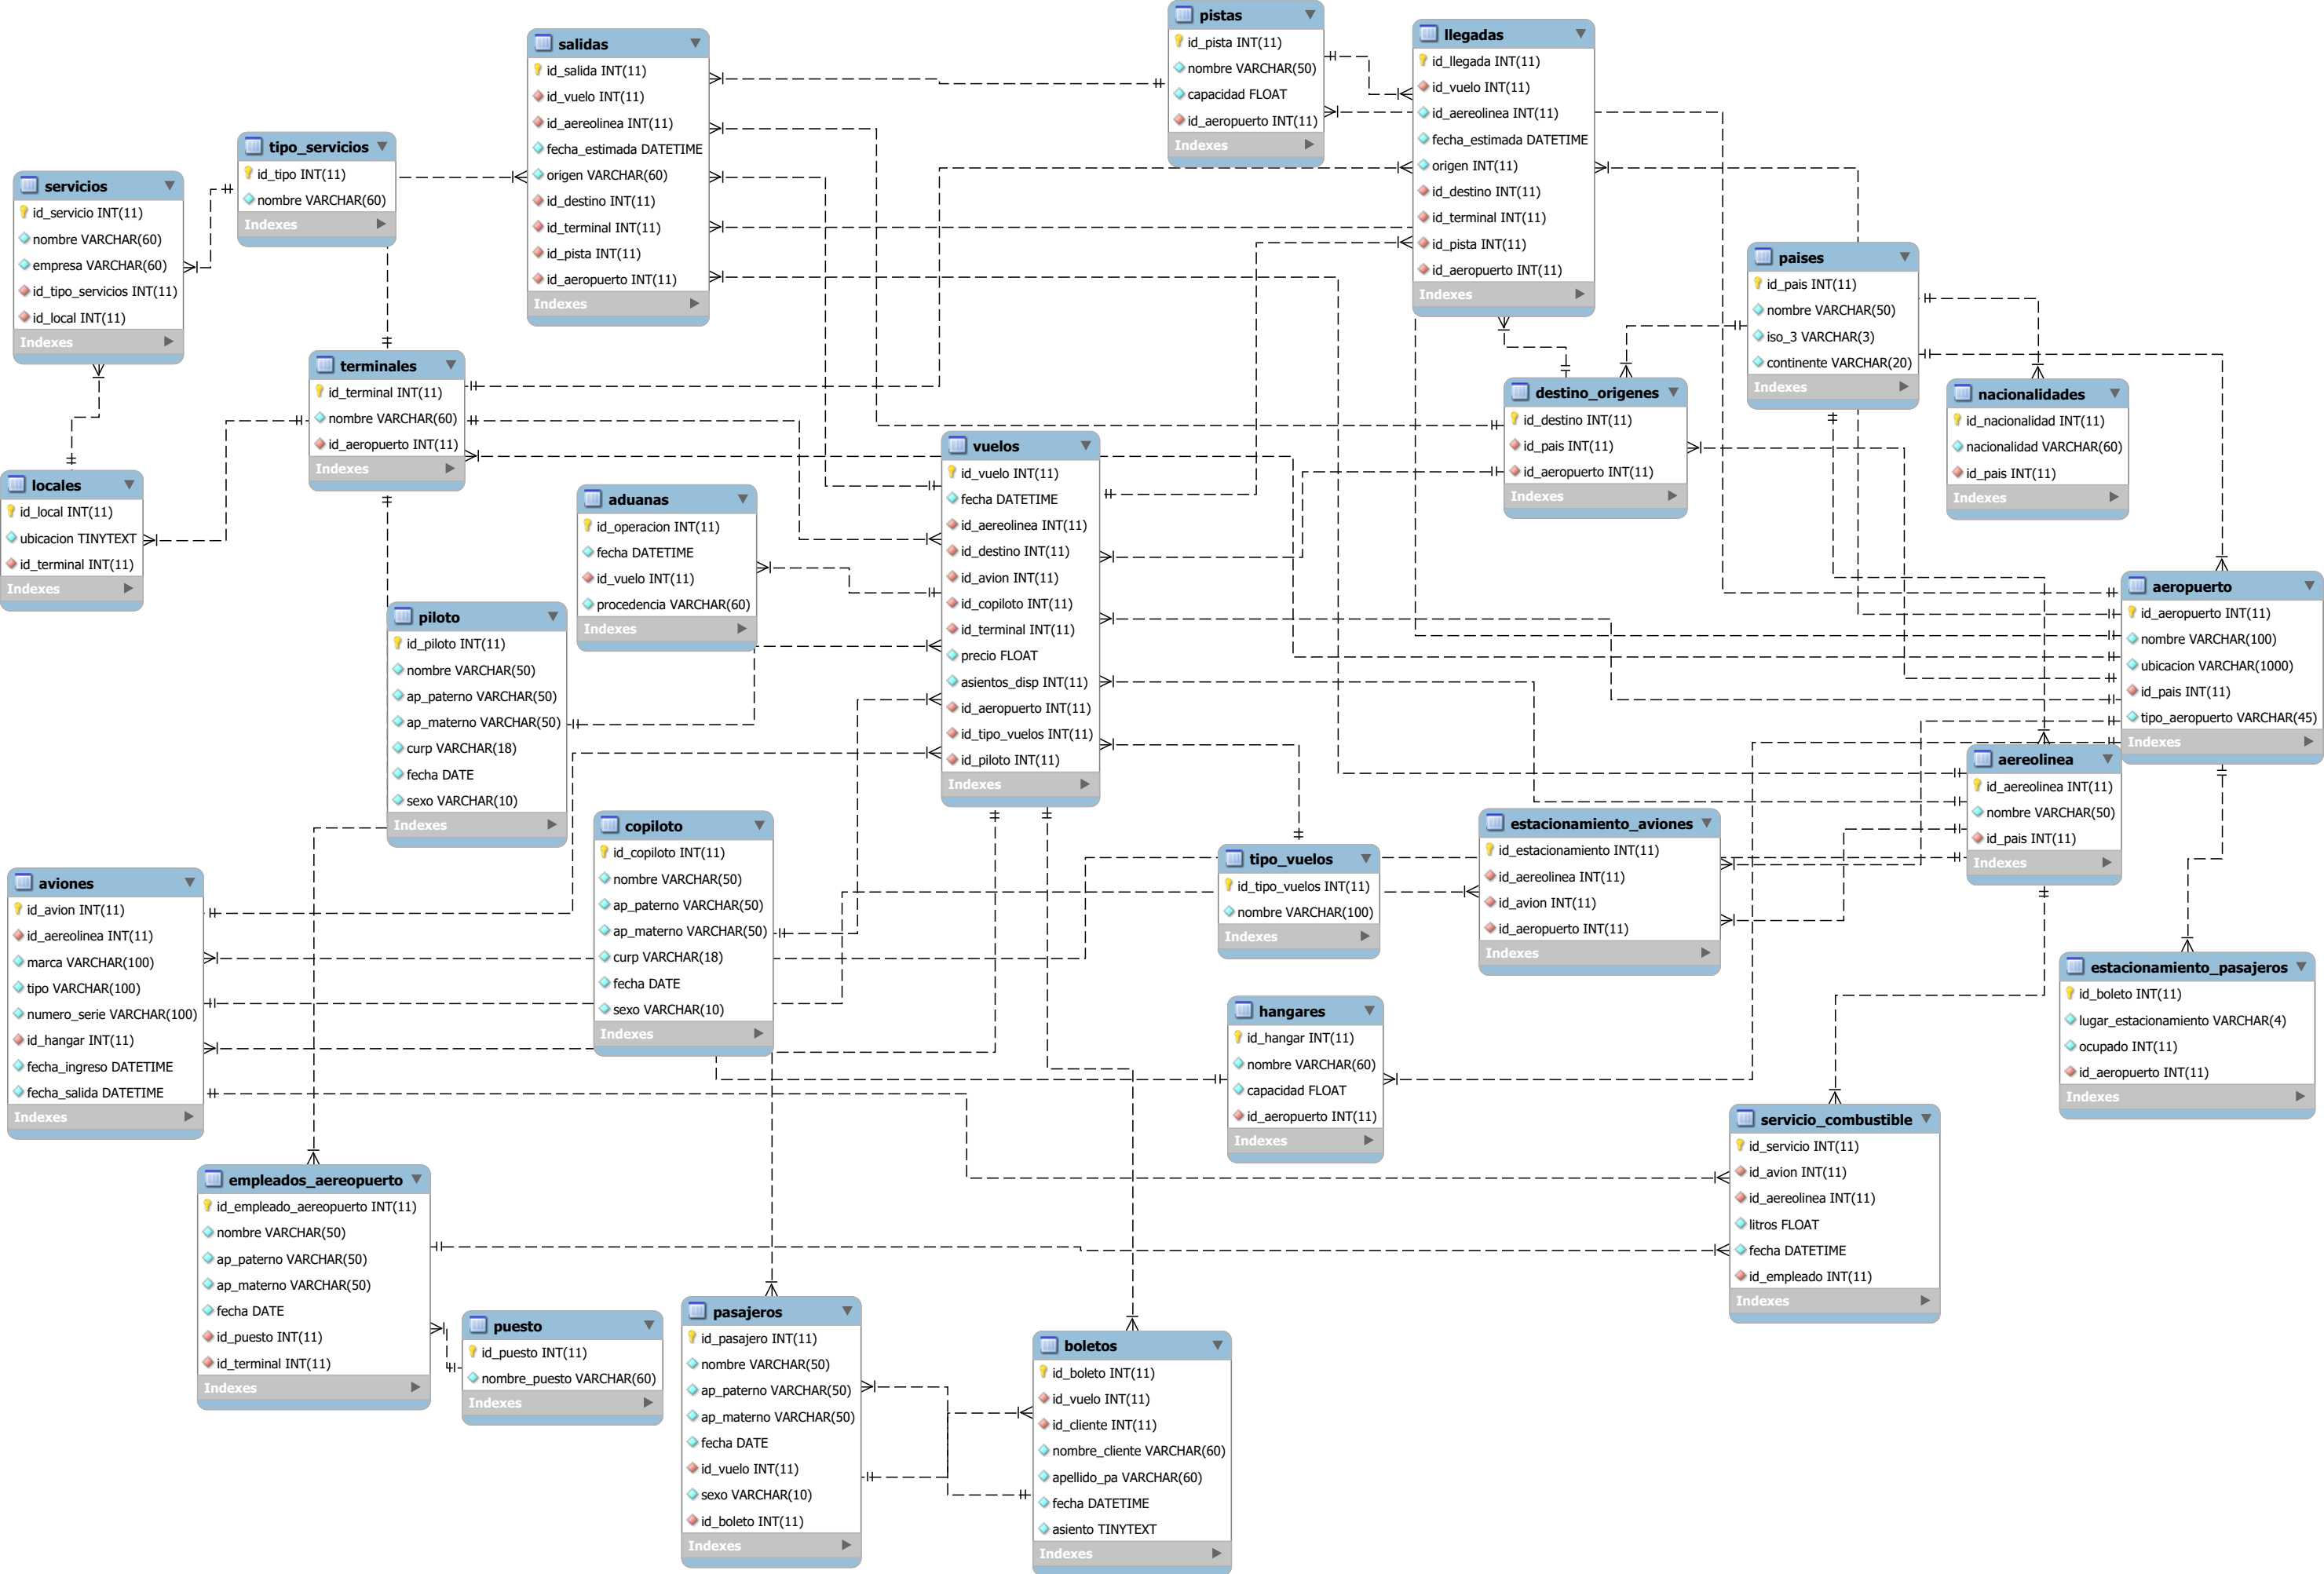 pistas
id_pista INT(11)
nombre VARCHAR(50)
capacidad FLOAT
id_aeropuerto INT(11)
Indexes
llegadas
id_llegada INT(11)
id_vuelo INT(11)
id_aereolinea INT(11)
fecha_estimada DATETIME
origen INT(11)
id_destino INT(11)
id_terminal INT(11)
id_pista INT(11)
id_aeropuerto INT(11)
Indexes
salidas
id_salida INT(11)
id_vuelo INT(11)
id_aereolinea INT(11)
fecha_estimada DATETIME
origen VARCHAR(60)
id_destino INT(11)
id_terminal INT(11)
id_pista INT(11)
id_aeropuerto INT(11)
Indexes
tipo_servicios
id_tipo INT(11)
nombre VARCHAR(60)
Indexes
servicios
id_servicio INT(11)
nombre VARCHAR(60)
empresa VARCHAR(60)
id_tipo_servicios INT(11)
id_local INT(11)
Indexes
paises
id_pais INT(11)
nombre VARCHAR(50)
iso_3 VARCHAR(3)
continente VARCHAR(20)
Indexes
terminales
id_terminal INT(11)
nombre VARCHAR(60)
id_aeropuerto INT(11)
Indexes
destino_origenes
id_destino INT(11)
id_pais INT(11)
id_aeropuerto INT(11)
Indexes
nacionalidades
id_nacionalidad INT(11)
nacionalidad VARCHAR(60)
id_pais INT(11)
Indexes
vuelos
id_vuelo INT(11)
fecha DATETIME
id_aereolinea INT(11)
id_destino INT(11)
id_avion INT(11)
id_copiloto INT(11)
id_terminal INT(11)
precio FLOAT
asientos_disp INT(11)
id_aeropuerto INT(11)
id_tipo_vuelos INT(11)
id_piloto INT(11)
Indexes
locales
id_local INT(11)
ubicacion TINYTEXT
id_terminal INT(11)
Indexes
aduanas
id_operacion INT(11)
fecha DATETIME
id_vuelo INT(11)
procedencia VARCHAR(60)
Indexes
aeropuerto
id_aeropuerto INT(11)
nombre VARCHAR(100)
ubicacion VARCHAR(1000)
id_pais INT(11)
tipo_aeropuerto VARCHAR(45)
Indexes
piloto
id_piloto INT(11)
nombre VARCHAR(50)
ap_paterno VARCHAR(50)
ap_materno VARCHAR(50)
curp VARCHAR(18)
fecha DATE
sexo VARCHAR(10)
Indexes
aereolinea
id_aereolinea INT(11)
nombre VARCHAR(50)
id_pais INT(11)
Indexes
copiloto
id_copiloto INT(11)
nombre VARCHAR(50)
ap_paterno VARCHAR(50)
ap_materno VARCHAR(50)
curp VARCHAR(18)
fecha DATE
sexo VARCHAR(10)
Indexes
estacionamiento_aviones
id_estacionamiento INT(11)
id_aereolinea INT(11)
id_avion INT(11)
id_aeropuerto INT(11)
Indexes
tipo_vuelos
id_tipo_vuelos INT(11)
nombre VARCHAR(100)
Indexes
aviones
id_avion INT(11)
id_aereolinea INT(11)
marca VARCHAR(100)
tipo VARCHAR(100)
numero_serie VARCHAR(100)
id_hangar INT(11)
fecha_ingreso DATETIME
fecha_salida DATETIME
Indexes
estacionamiento_pasajeros
id_boleto INT(11)
lugar_estacionamiento VARCHAR(4)
ocupado INT(11)
id_aeropuerto INT(11)
Indexes
hangares
id_hangar INT(11)
nombre VARCHAR(60)
capacidad FLOAT
id_aeropuerto INT(11)
Indexes
servicio_combustible
id_servicio INT(11)
id_avion INT(11)
id_aereolinea INT(11)
litros FLOAT
fecha DATETIME
id_empleado INT(11)
Indexes
empleados_aereopuerto
id_empleado_aereopuerto INT(11)
nombre VARCHAR(50)
ap_paterno VARCHAR(50)
ap_materno VARCHAR(50)
fecha DATE
id_puesto INT(11)
id_terminal INT(11)
Indexes
puesto
id_puesto INT(11)
nombre_puesto VARCHAR(60)
Indexes
pasajeros
id_pasajero INT(11)
nombre VARCHAR(50)
ap_paterno VARCHAR(50)
ap_materno VARCHAR(50)
fecha DATE
id_vuelo INT(11)
sexo VARCHAR(10)
id_boleto INT(11)
Indexes
boletos
id_boleto INT(11)
id_vuelo INT(11)
id_cliente INT(11)
nombre_cliente VARCHAR(60)
apellido_pa VARCHAR(60)
fecha DATETIME
asiento TINYTEXT
Indexes